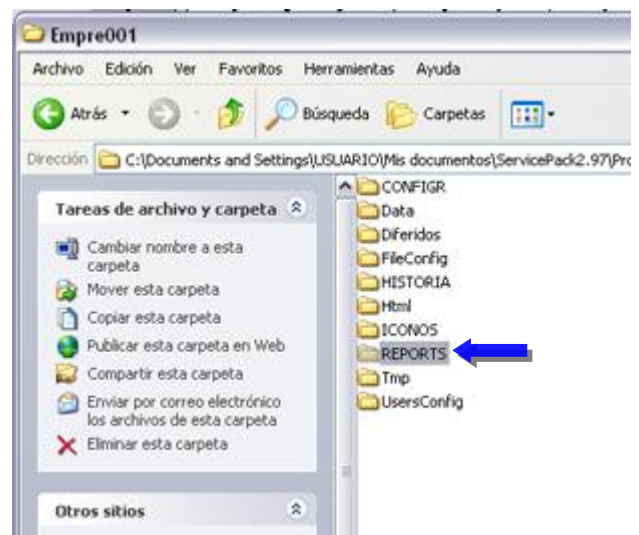 Empre001
Archivo Edición Ver Favoritos Herramientas Ayuda
Atrás Búsqueda Carpetas
Dirección C:\Documents and Settings\USUARIO\Mis documentos\ServicePack2.97\Pro
Tareas de archivo y carpeta
Cambiar nombre a esta
carpeta
Mover esta carpeta
Copiar esta carpeta
Publicar esta carpeta en Web
Compartir esta carpeta
Enviar por correo electrónico
los archivos de esta carpeta
Eliminar esta carpeta
Otros sitios
CONFIGR
Data
Diferidos
FileConfig
HISTORIA
Html
ICONOS
REPORTS
Tmp
UsersConfig